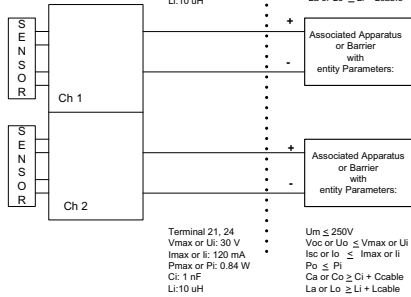 Li:10 uH
La or Lo ≥ Li + Lcable
SENSOR
+
-
Ch 1
Associated Apparatus
or Barrier
with
entity Parameters:
SENSOR
+
-
Ch 2
Associated Apparatus
or Barrier
with
entity Parameters:
Terminal 21, 24
Vmax or Ui: 30 V
Imax or Ii: 120 mA
Pmax or Pi: 0.84 W
Ci: 1 nF
Li:10 uH
Um ≤ 250V
Voc or Uo ≤ Vmax or Ui
Isc or Io ≤ Imax or Ii
Po ≤ Pi
Ca or Co ≥ Ci + Ccable
La or Lo ≥ Li + Lcable